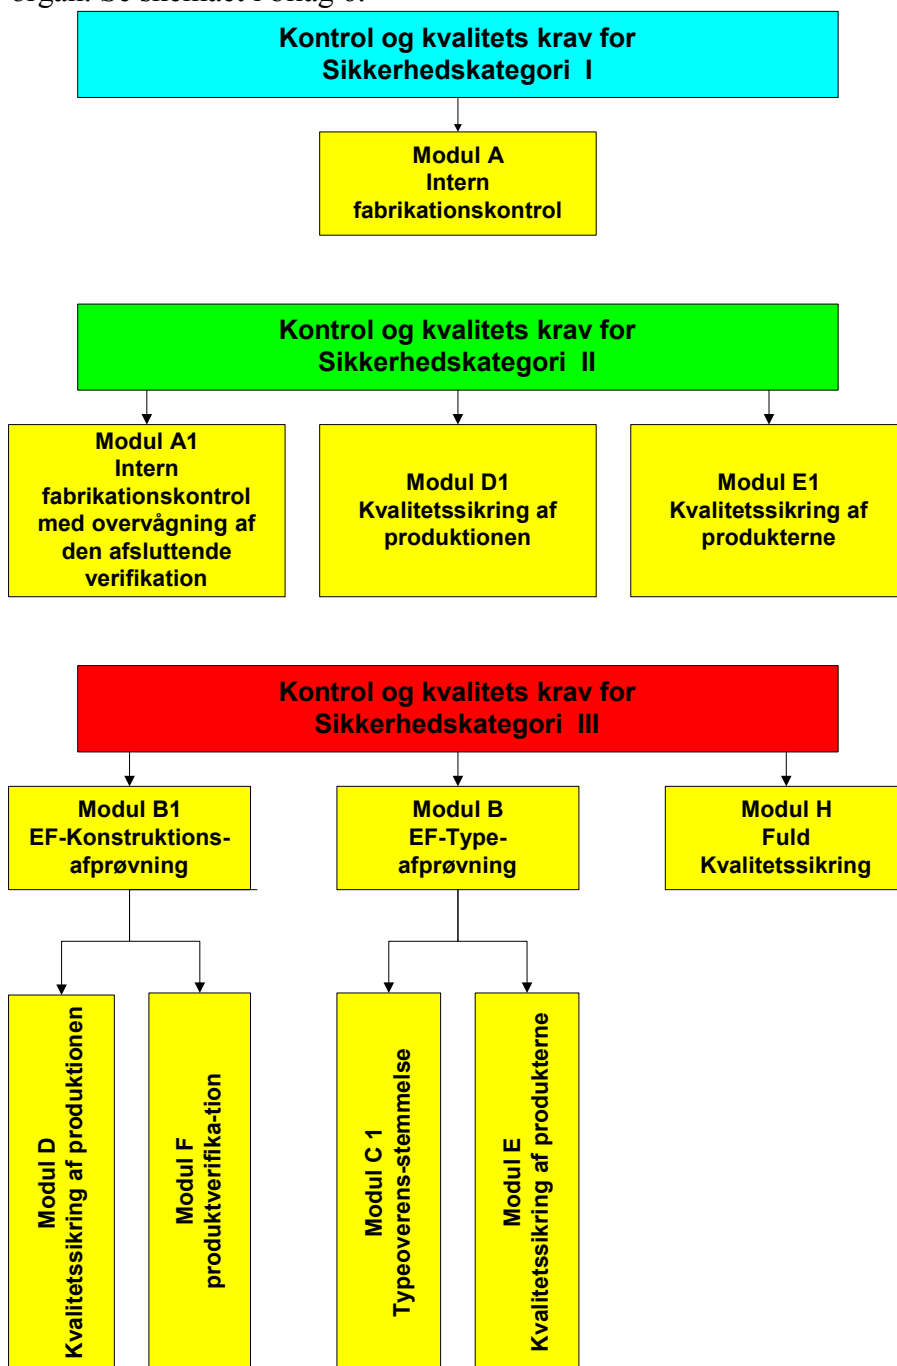 Kontrol og kvalitets krav for
Sikkerhedskategori I
Modul A
Intern
fabrikationskontrol
Kontrol og kvalitets krav for
Sikkerhedskategori II
Modul A1
Intern
fabrikationskontrol
med overvågning af
den afsluttende
verifikation
Modul D1
Kvalitetssikring af
produktionen
Modul E1
Kvalitetssikring af
produkterne
Kontrol og kvalitets krav for
Sikkerhedskategori III
Modul B1
EF-Konstruktions-
afprøvning
Modul B
EF-Type-
afprøvning
Modul H
Fuld
Kvalitetssikring
Modul D
Kvalitetssikring af produktionen
Modul F
produktverifika-tion
Modul C 1
Typeoverens-stemmelse
Modul E
Kvalitetssikring af produkterne